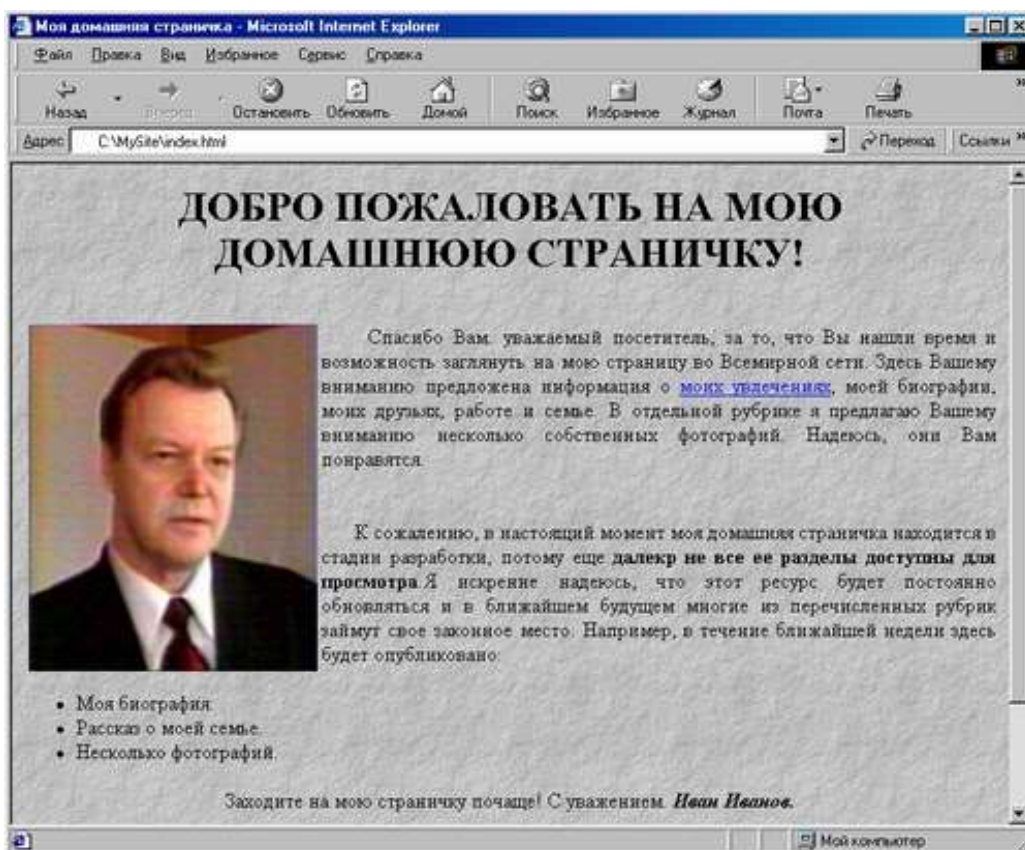 Моя домашняя страничка - Microsoft Internet Explorer
Файл Правка Вид Избранное Сервис Справка
Назад Вперед Остановить Обновить Домой Поиск Избранное Журнал Почта Печать
Адрес C:\MySite\index.html Переход Ссылки
ДОБРО ПОЖАЛОВАТЬ НА МОЮ
ДОМАШНЮЮ СТРАНИЧКУ!
Спасибо Вам, уважаемый посетитель, за то, что Вы нашли время и
возможность заглянуть на мою страницу во Всемирной сети. Здесь Вашему
вниманию предложена информация о моих увлечениях, моей биографии,
моих друзьях, работе и семье. В отдельной рубрике я предлагаю Вашему
вниманию несколько собственных фотографий. Надеюсь, они Вам
понравятся.
К сожалению, в настоящий момент моя домашняя страничка находится в
стадии разработки, потому еще далекр не все ее разделы доступны для
просмотра.Я искренне надеюсь, что этот ресурс будет постоянно
обновляться и в ближайшем будущем многие из перечисленных рубрик
займут свое законное место. Например, в течение ближайшей недели здесь
будет опубликовано:
• Моя биография.
• Рассказ о моей семье.
• Несколько фотографий.
Заходите на мою страничку почаще! С уважением, Иван Иванов.
Мой компьютер